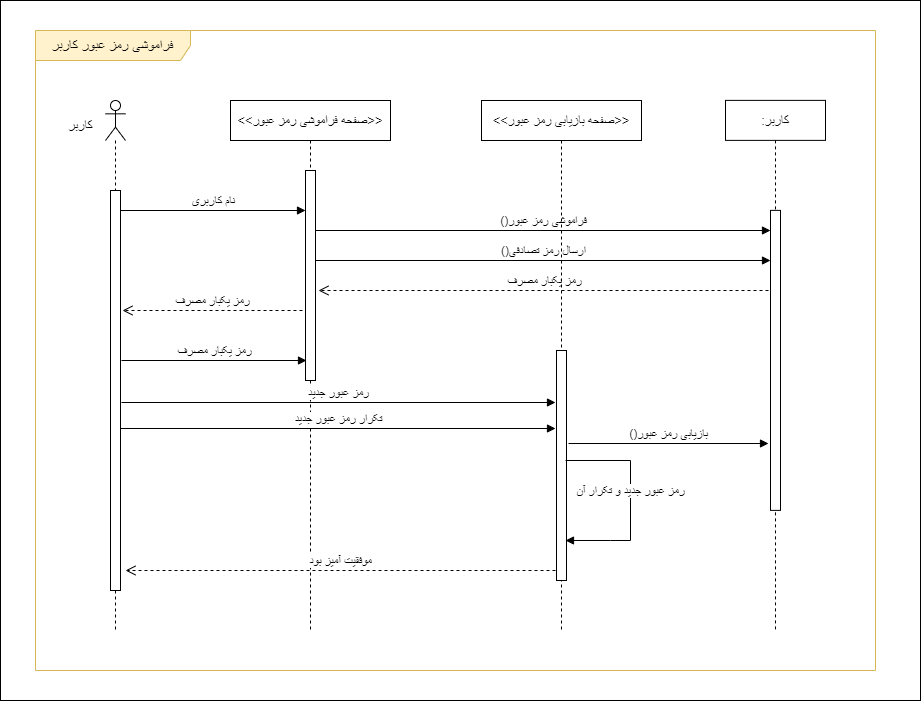 فراموشی رمز عبور کاربر
کاربر
<<صفحه فراموشی رمز عبور>>
<<صفحه بازیابی رمز عبور>>
کاربر:
نام کاربری
فراموشی رمز عبور()
ارسال رمز تصادفی()
رمز یکبار مصرف
رمز یکبار مصرف
رمز یکبار مصرف
رمز عبور جدید
تکرار رمز عبور جدید
بازیابی رمز عبور()
رمز عبور جدید و تکرار آن
موفقیت آمیز بود